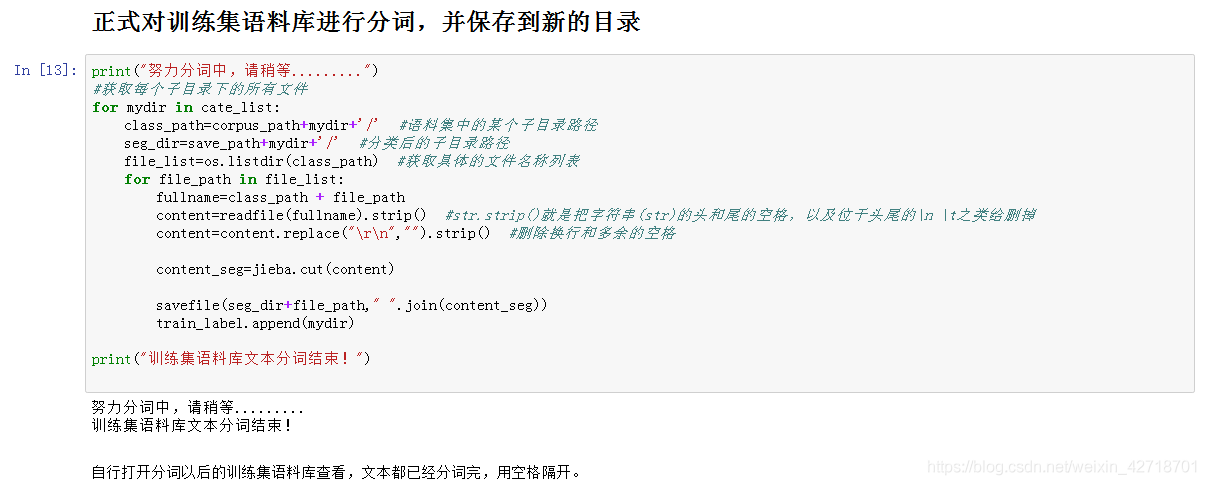 正式对训练集语料库进行分词，并保存到新的目录
In [13]:
print("努力分词中，请稍等.........")
#获取每个子目录下的所有文件
for mydir in cate_list:
    class_path=corpus_path+mydir+'/'  #语料集中的某个子目录路径
    seg_dir=save_path+mydir+'/'  #分类后的子目录路径
    file_list=os.listdir(class_path)  #获取具体的文件名称列表
    for file_path in file_list:
        fullname=class_path + file_path
        content=readfile(fullname).strip()  #str.strip()就是把字符串(str)的头和尾的空格，以及位于头尾的\n \t之类给删掉
        content=content.replace("\r\n","").strip()  #删除换行和多余的空格
        content_seg=jieba.cut(content)
        savefile(seg_dir+file_path," ".join(content_seg))
        train_label.append(mydir)
print("训练集语料库文本分词结束！")
努力分词中，请稍等.........
训练集语料库文本分词结束！
自行打开分词以后的训练集语料库查看，文本都已经分词完，用空格隔开。
https://blog.csdn.net/weixin_42718701